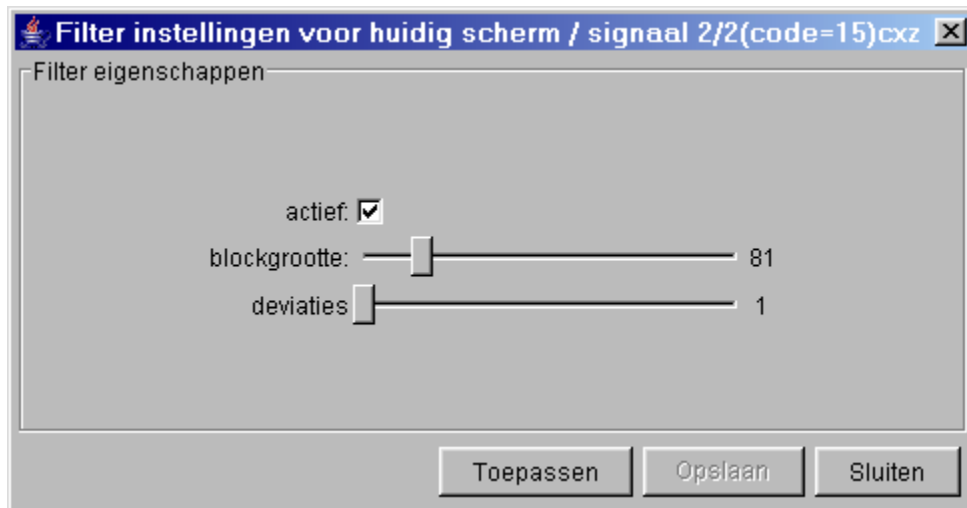 Filter instellingen voor huidig scherm / signaal 2/2(code=15)cxz
Filter eigenschappen
actief:
blockgrootte: 81
deviaties 1
Toepassen Opslaan Sluiten